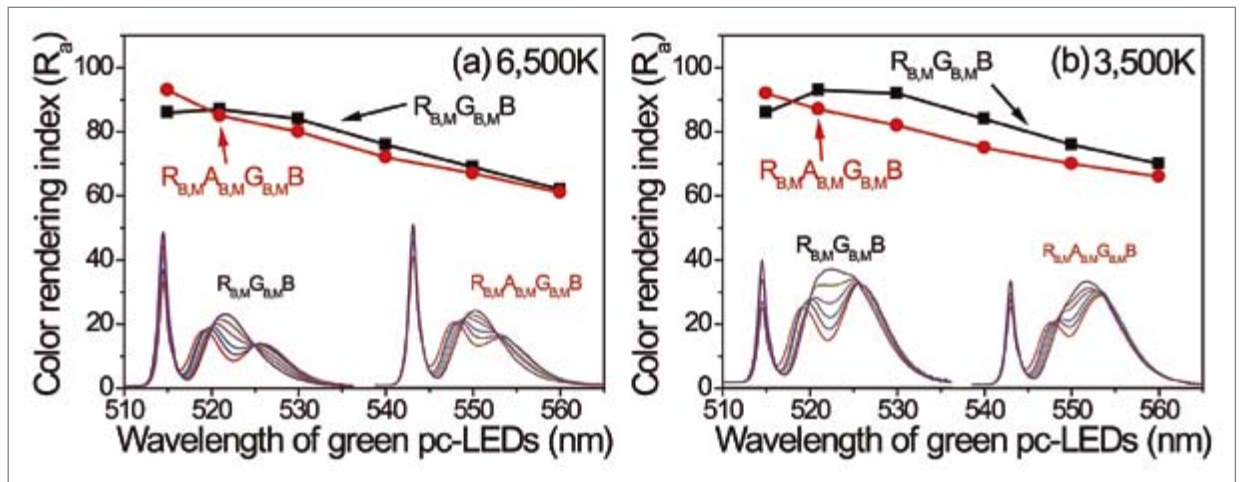 Color rendering index (Ra)
100
80
60
40
20
0
(a) 6,500K
RB,MGB,MB
RB,MAB,MGB,MB
RB,MGB,MB
RB,MAB,MGB,MB
510 520 530 540 550 560
Wavelength of green pc-LEDs (nm)
Color rendering index (Ra)
100
80
60
40
20
0
(b) 3,500K
RB,MGB,MB
RB,MAB,MGB,MB
RB,MGB,MB
RB,MAB,MGB,MB
510 520 530 540 550 560
Wavelength of green pc-LEDs (nm)